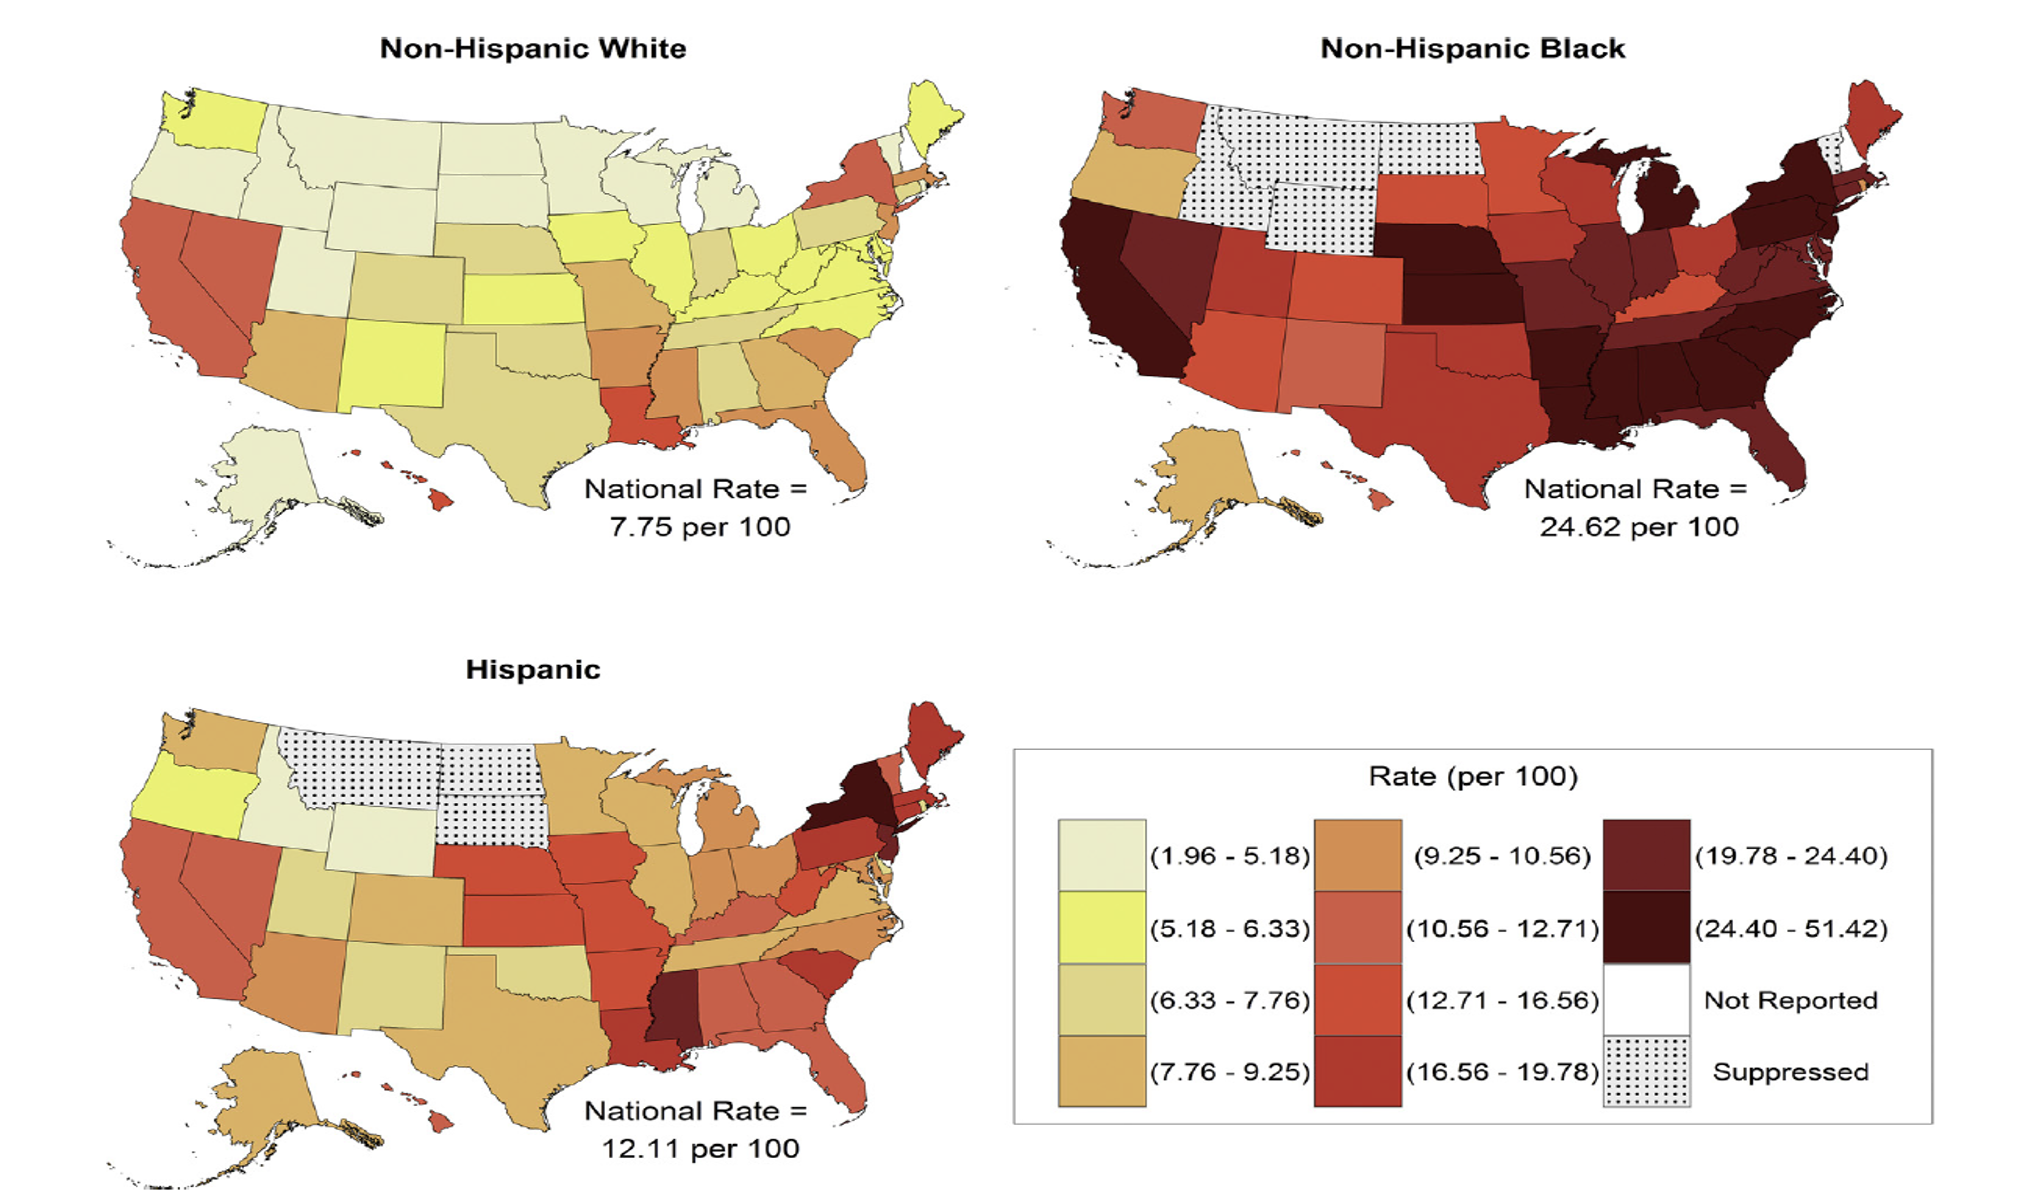 Non-Hispanic White
Non-Hispanic Black
National Rate =
7.75 per 100
National Rate =
24.62 per 100
Hispanic
National Rate =
12.11 per 100
Rate (per 100)
(1.96 - 5.18)
(5.18 - 6.33)
(6.33 - 7.76)
(7.76 - 9.25)
(9.25 - 10.56)
(10.56 - 12.71)
(12.71 - 16.56)
(16.56 - 19.78)
(19.78 - 24.40)
(24.40 - 51.42)
Not Reported
Suppressed